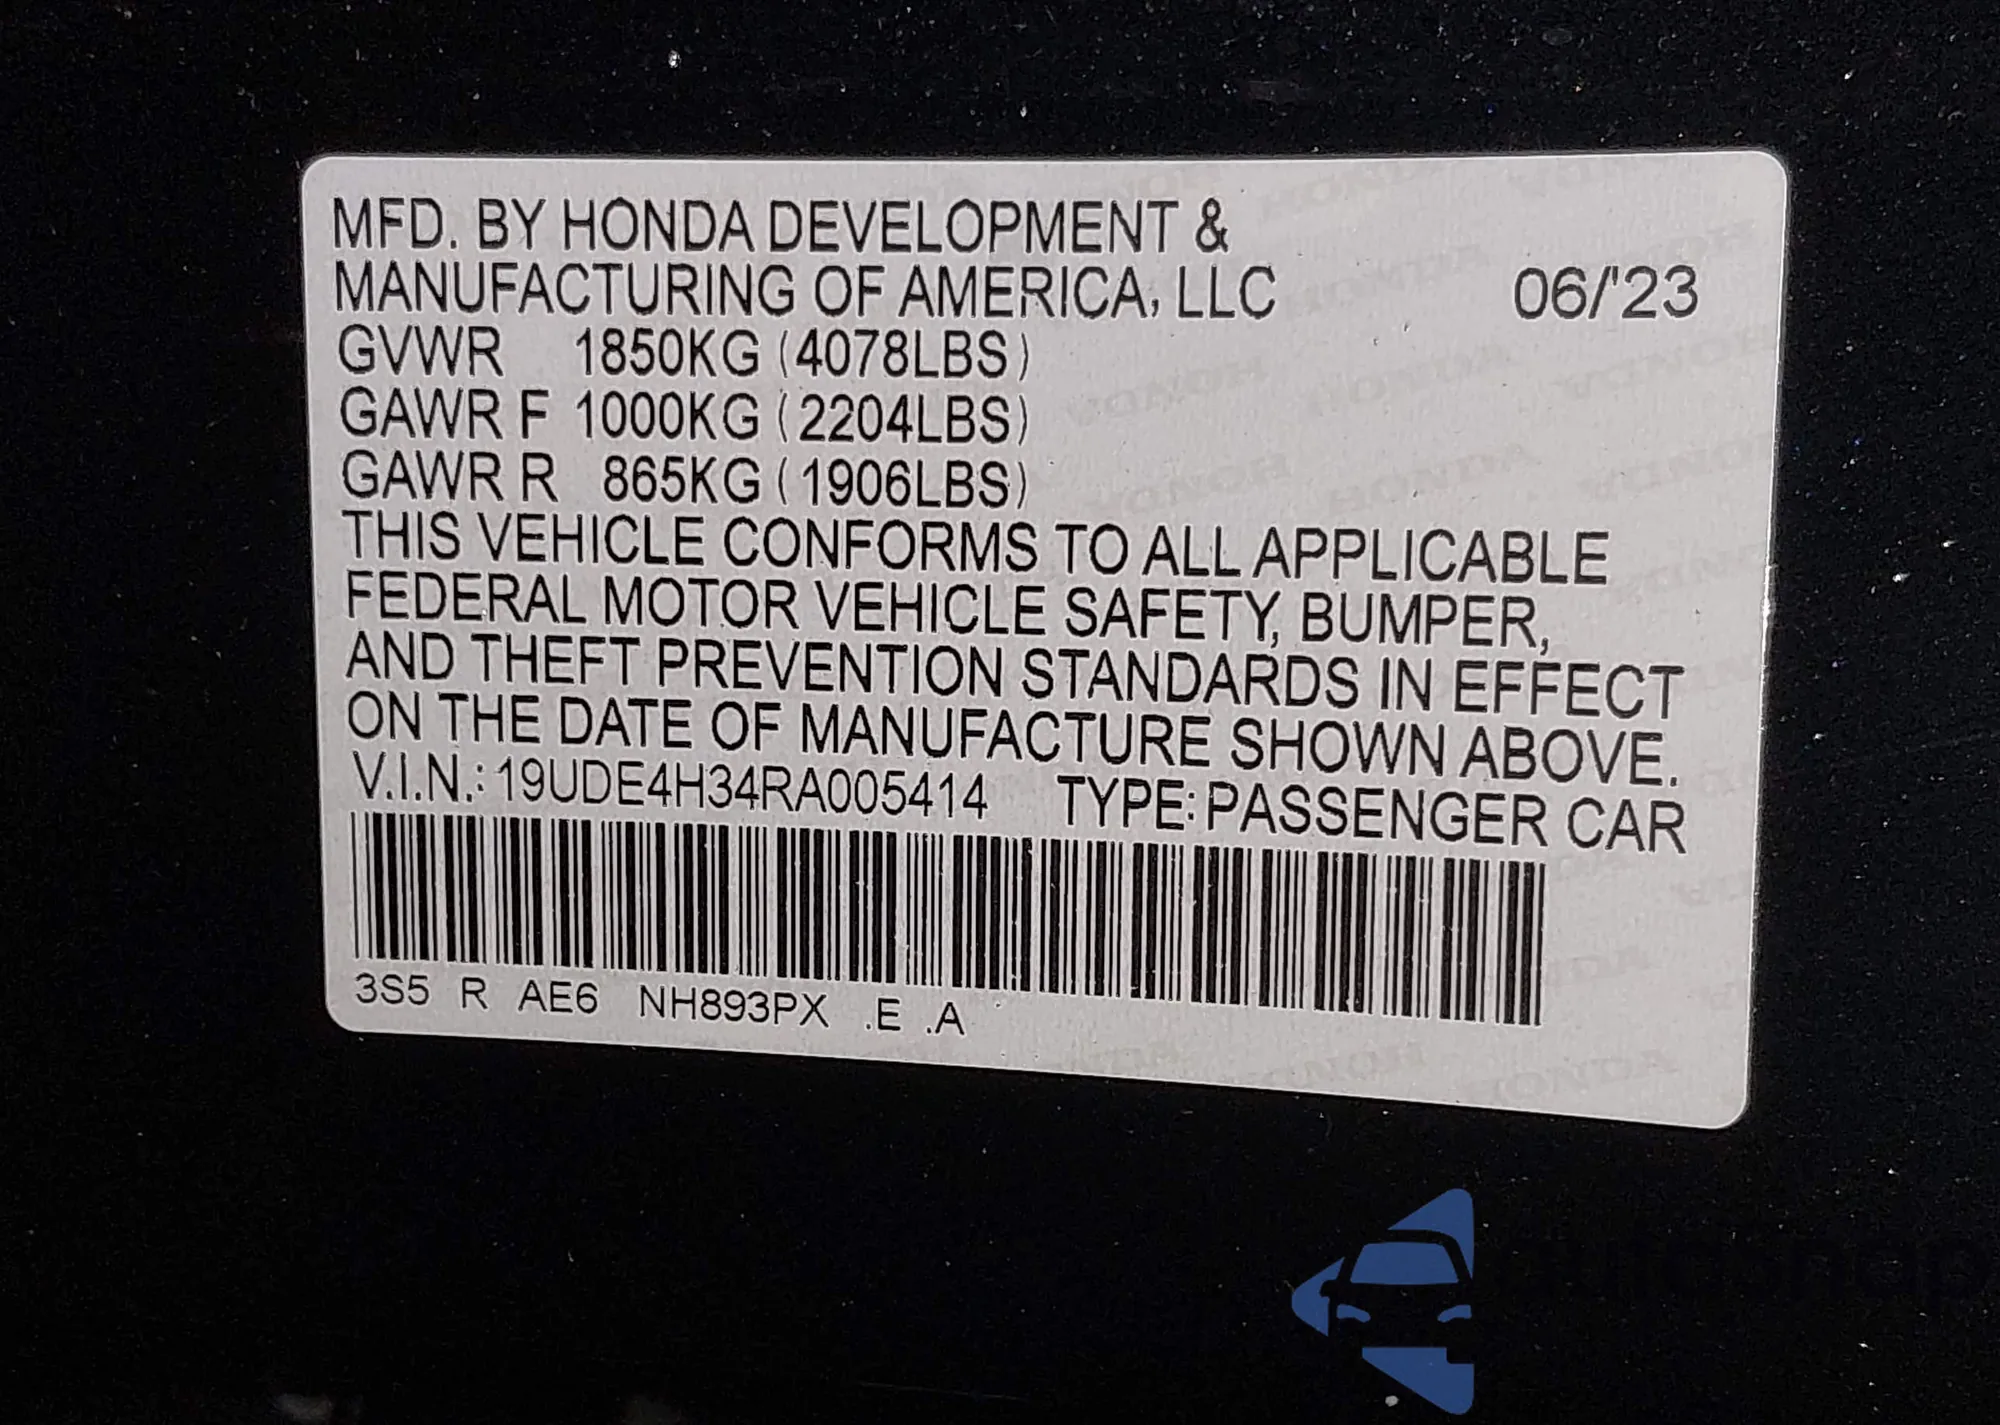 MFD. BY HONDA DEVELOPMENT &
MANUFACTURING OF AMERICA, LLC 06/'23
GVWR 1850KG (4078LBS)
GAWR F 1000KG (2204LBS)
GAWR R 865KG (1906LBS)
THIS VEHICLE CONFORMS TO ALL APPLICABLE
FEDERAL MOTOR VEHICLE SAFETY, BUMPER,
AND THEFT PREVENTION STANDARDS IN EFFECT
ON THE DATE OF MANUFACTURE SHOWN ABOVE.
V.I.N.: 19UDE4H34RA005414 TYPE: PASSENGER CAR
3S5 R AE6 NH893PX .E .A